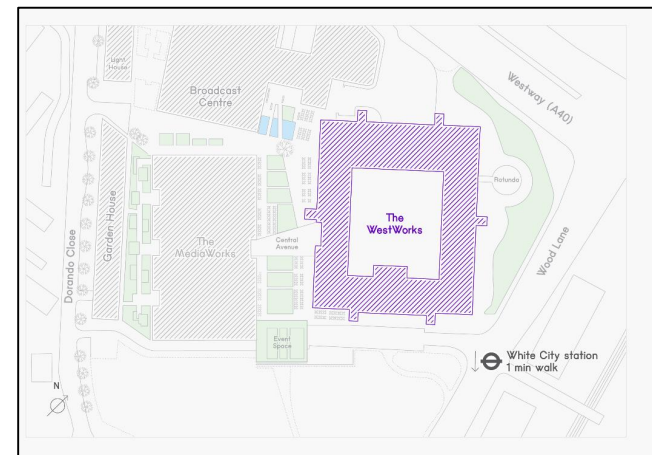 Light
House
Broadcast
Centre
Westway (A40)
Rotunda
Garden House
Dorando Close
The
MediaWorks
Central
Avenue
The
WestWorks
Wood Lane
Event
Space
White City station
1 min walk
N